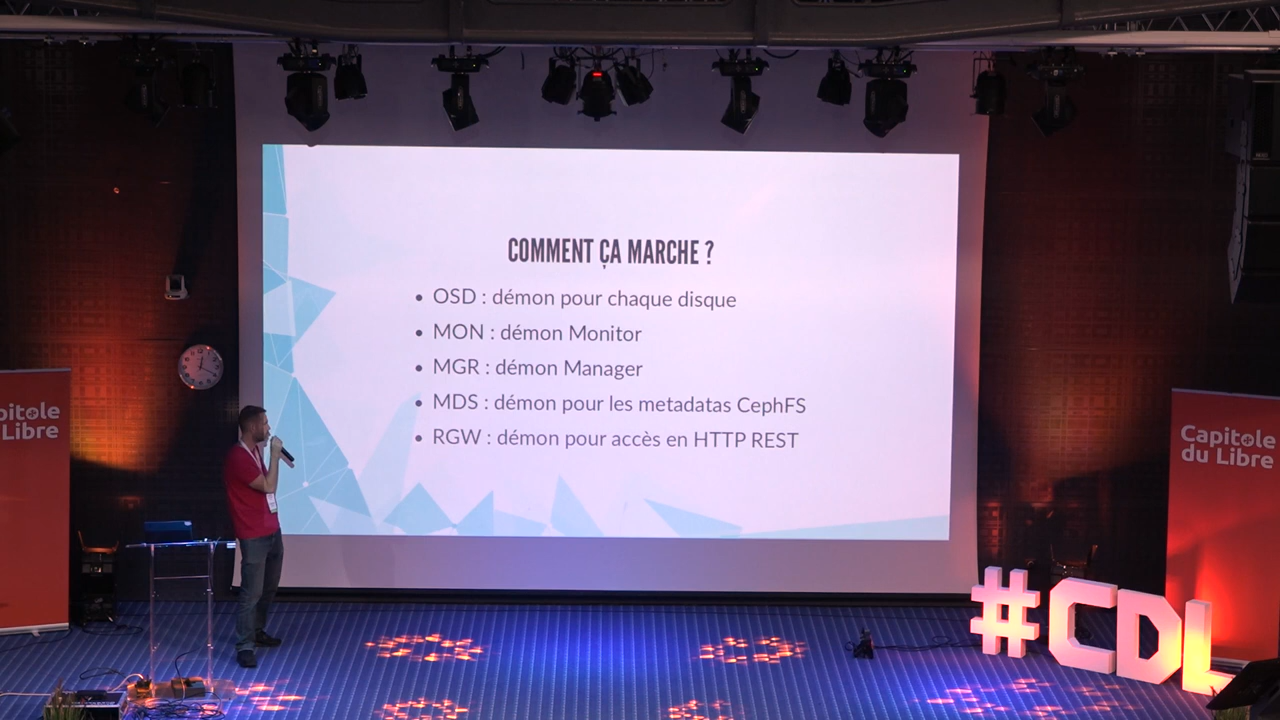 COMMENT ÇA MARCHE ?
• OSD : démon pour chaque disque
• MON : démon Monitor
• MGR : démon Manager
• MDS : démon pour les metadatas CephFS
• RGW : démon pour accès en HTTP REST
pitole
Libre
Capitole
du Libre
#CDL